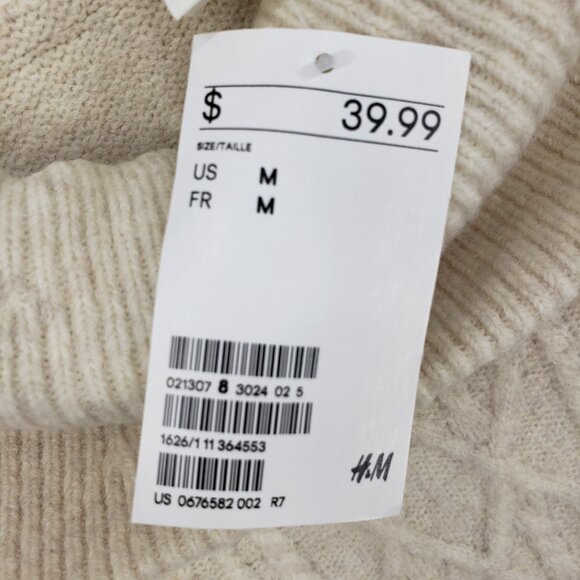 $ 39.99
SIZE/TAILLE
US M
FR M
021307 8 3024 02 5
1626/1 11 364553
US 0676582 002 R7
H&M